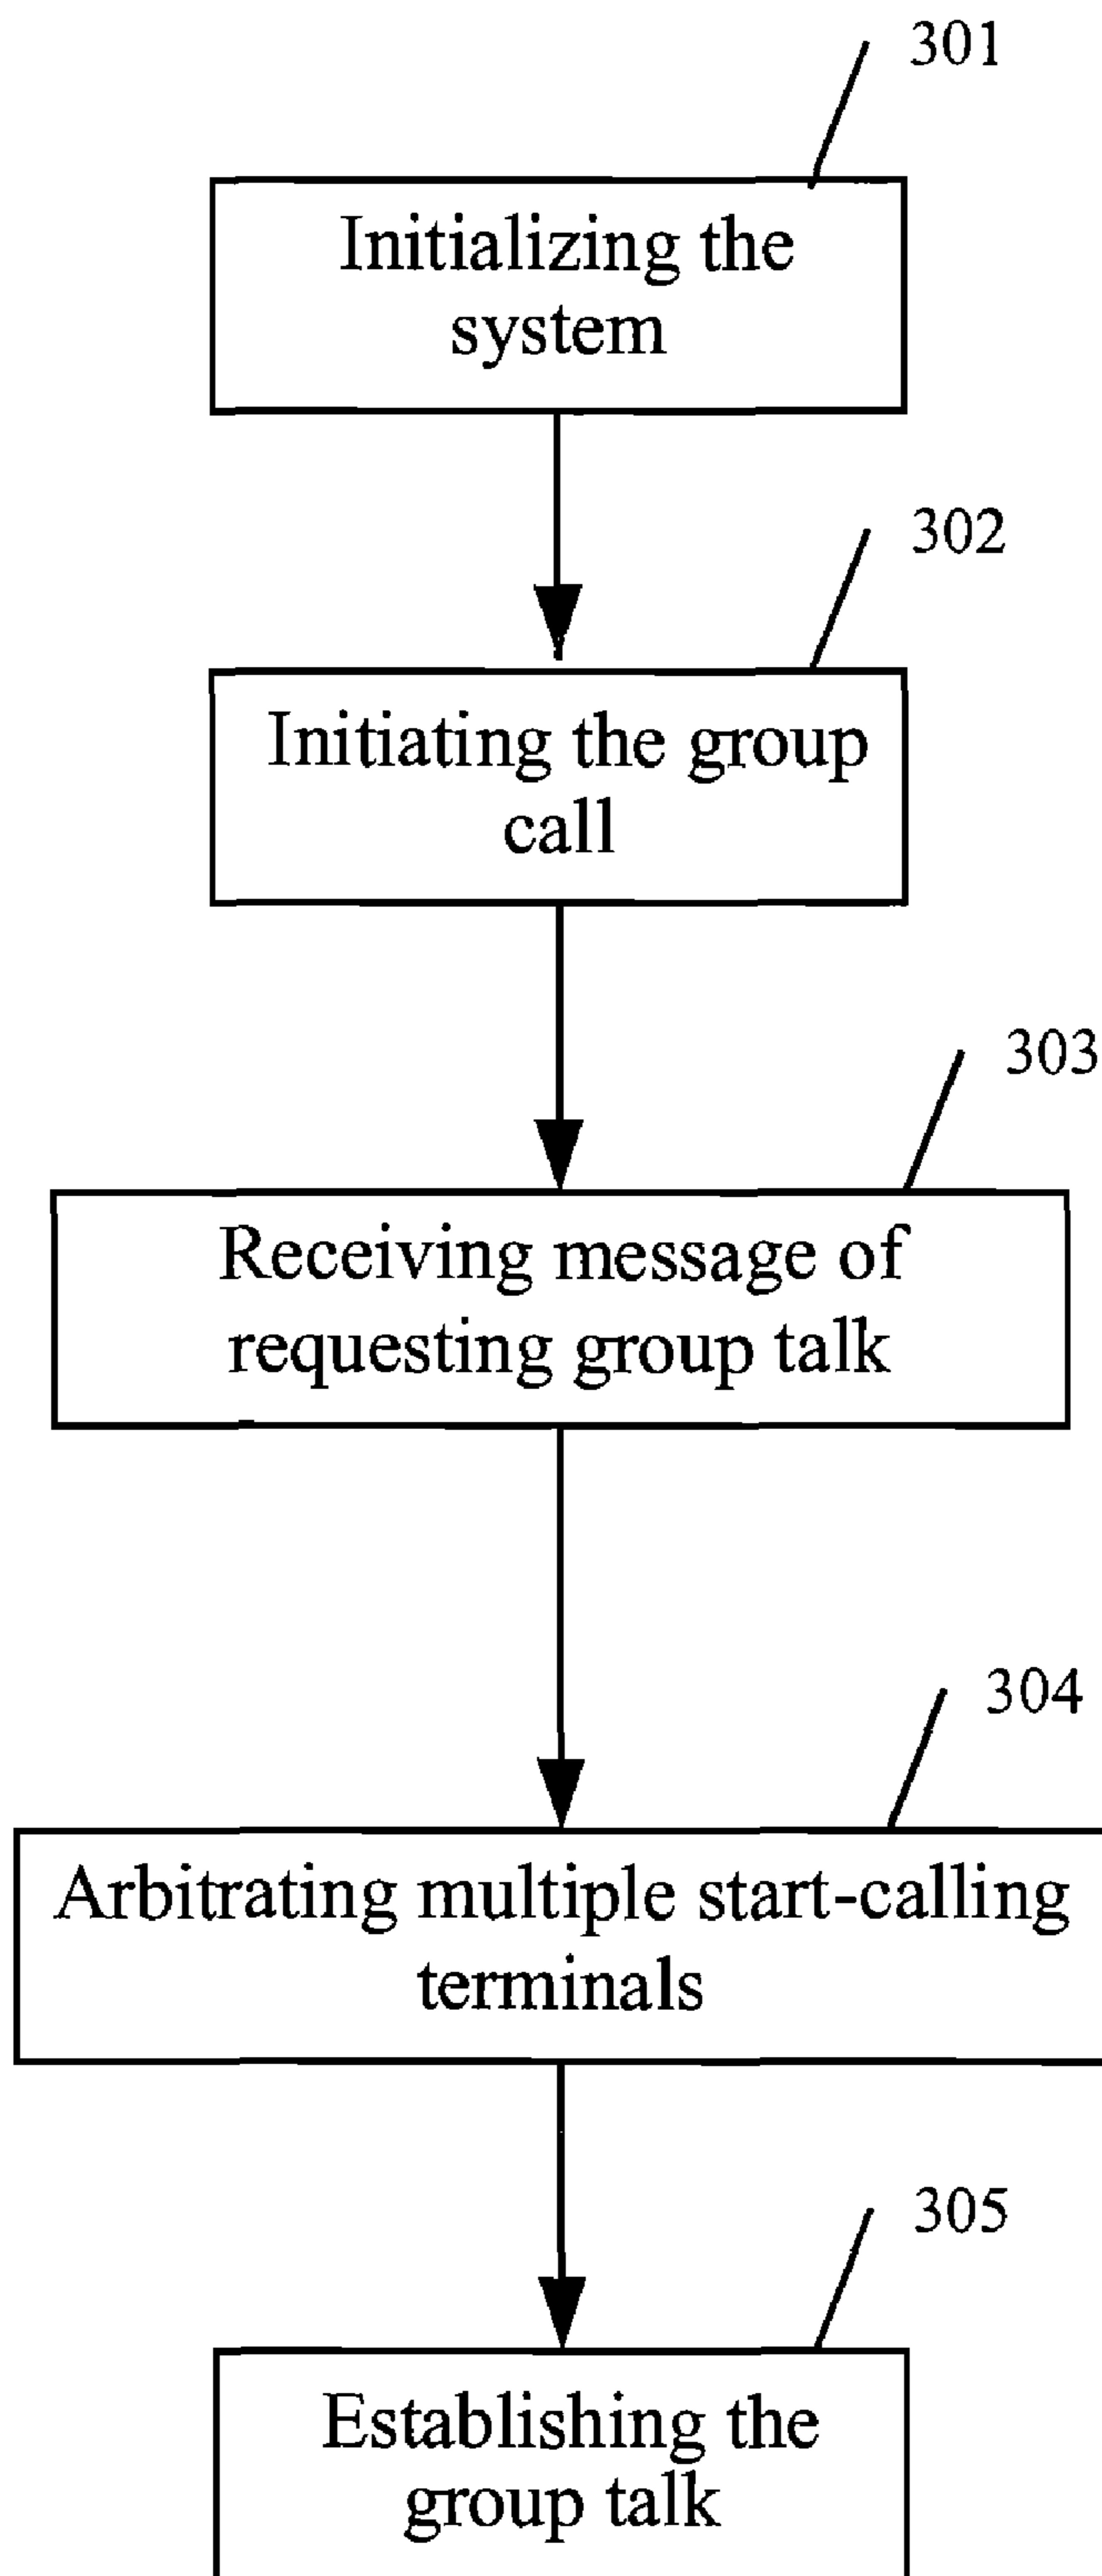 301
Initializing the
system
302
Initiating the group
call
303
Receiving message of
requesting group talk
304
Arbitrating multiple start-calling
terminals
305
Establishing the
group talk